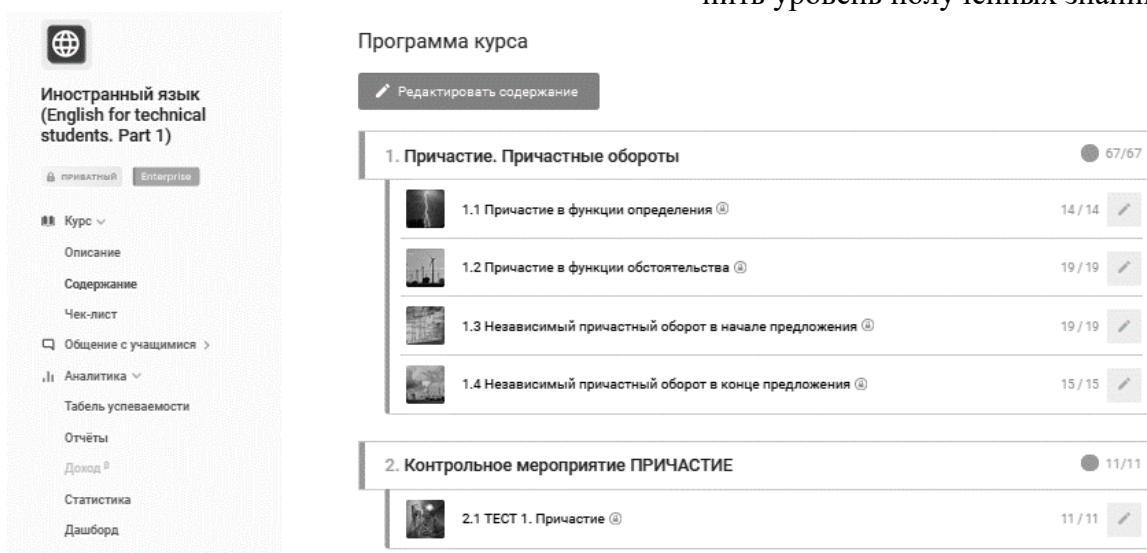 Иностранный язык
(English for technical
students. Part 1)
ПРИВАТНЫЙ Enterprise
Курс
Описание
Содержание
Чек-лист
Общение с учащимися >
Аналитика
Табель успеваемости
Отчёты
Доход β
Статистика
Дашборд
Программа курса
Редактировать содержание
1. Причастие. Причастные обороты 67/67
1.1 Причастие в функции определения 14 / 14
1.2 Причастие в функции обстоятельства 19 / 19
1.3 Независимый причастный оборот в начале предложения 19 / 19
1.4 Независимый причастный оборот в конце предложения 15 / 15
2. Контрольное мероприятие ПРИЧАСТИЕ 11/11
2.1 ТЕСТ 1. Причастие 11 / 11